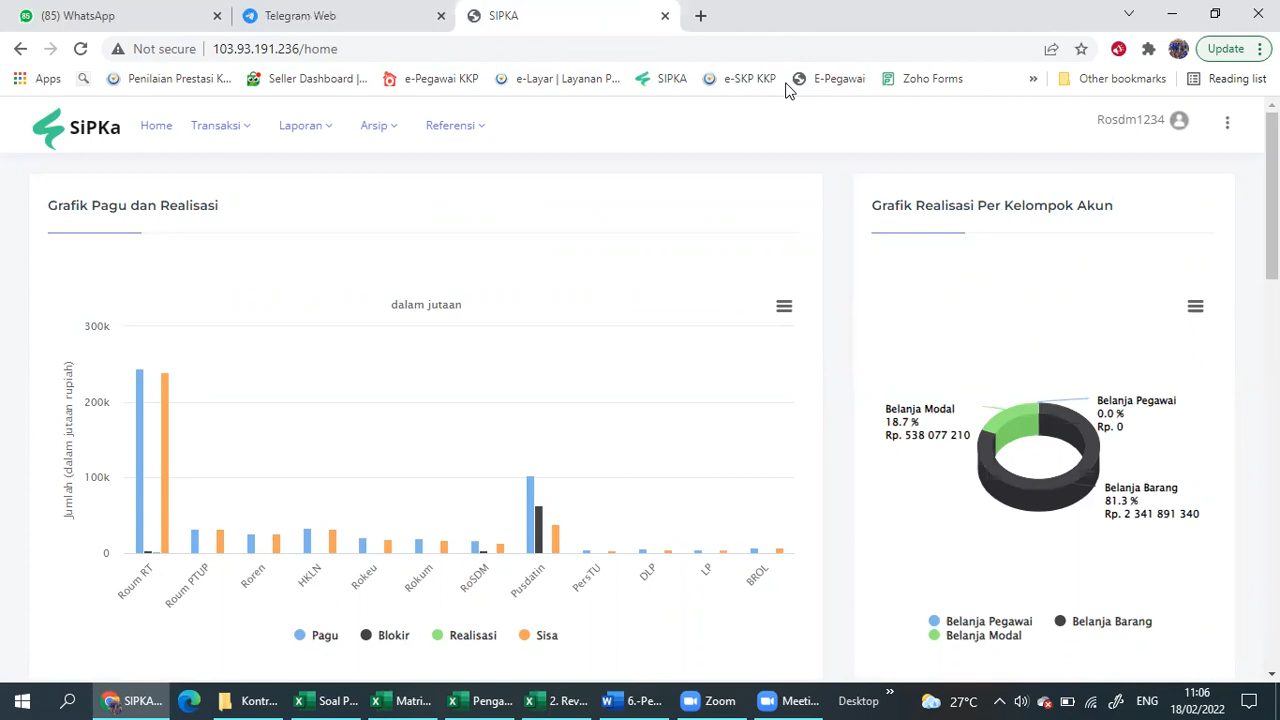 (85) WhatsApp
Telegram Web
SIPKA
Not secure
103.93.191.236/home
Update
Apps
Penilaian Prestasi K...
Seller Dashboard |...
e-Pegawai KKP
e-Layar | Layanan P...
SIPKA
e-SKP KKP
E-Pegawai
Zoho Forms
»
Other bookmarks
Reading list
SiPKa
Home
Transaksi
Laporan
Arsip
Referensi
Rosdm1234
Grafik Pagu dan Realisasi
dalam jutaan
Jumlah (dalam jutaan rupiah)
300k
200k
100k
0
Roum RT
Roum PTUP
Roren
HKLN
Rokeu
Rokum
RoSDM
Pusdatin
PersTU
DLP
LP
BROL
Pagu
Blokir
Realisasi
Sisa
Grafik Realisasi Per Kelompok Akun
Belanja Modal
18.7 %
Rp. 538 077 210
Belanja Pegawai
0.0 %
Rp. 0
Belanja Barang
81.3 %
Rp. 2 341 891 340
Belanja Pegawai
Belanja Barang
Belanja Modal
SIPKA...
Kontr...
Soal P...
Matri...
Penga...
2. Rev...
6.-Pe...
Zoom
Meeti...
Desktop
»
27°C
ENG
11:06
18/02/2022